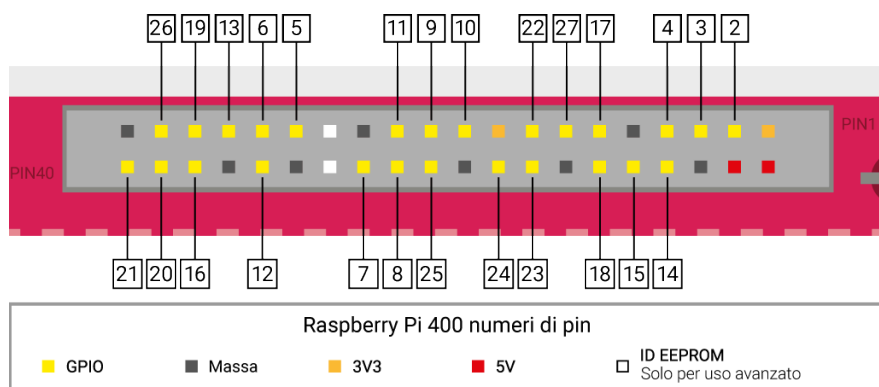 26 19 13 6 5 11 9 10 22 27 17 4 3 2
PIN1
PIN40
21 20 16 12 7 8 25 24 23 18 15 14
Raspberry Pi 400 numeri di pin
GPIO Massa 3V3 5V ID EEPROM
Solo per uso avanzato